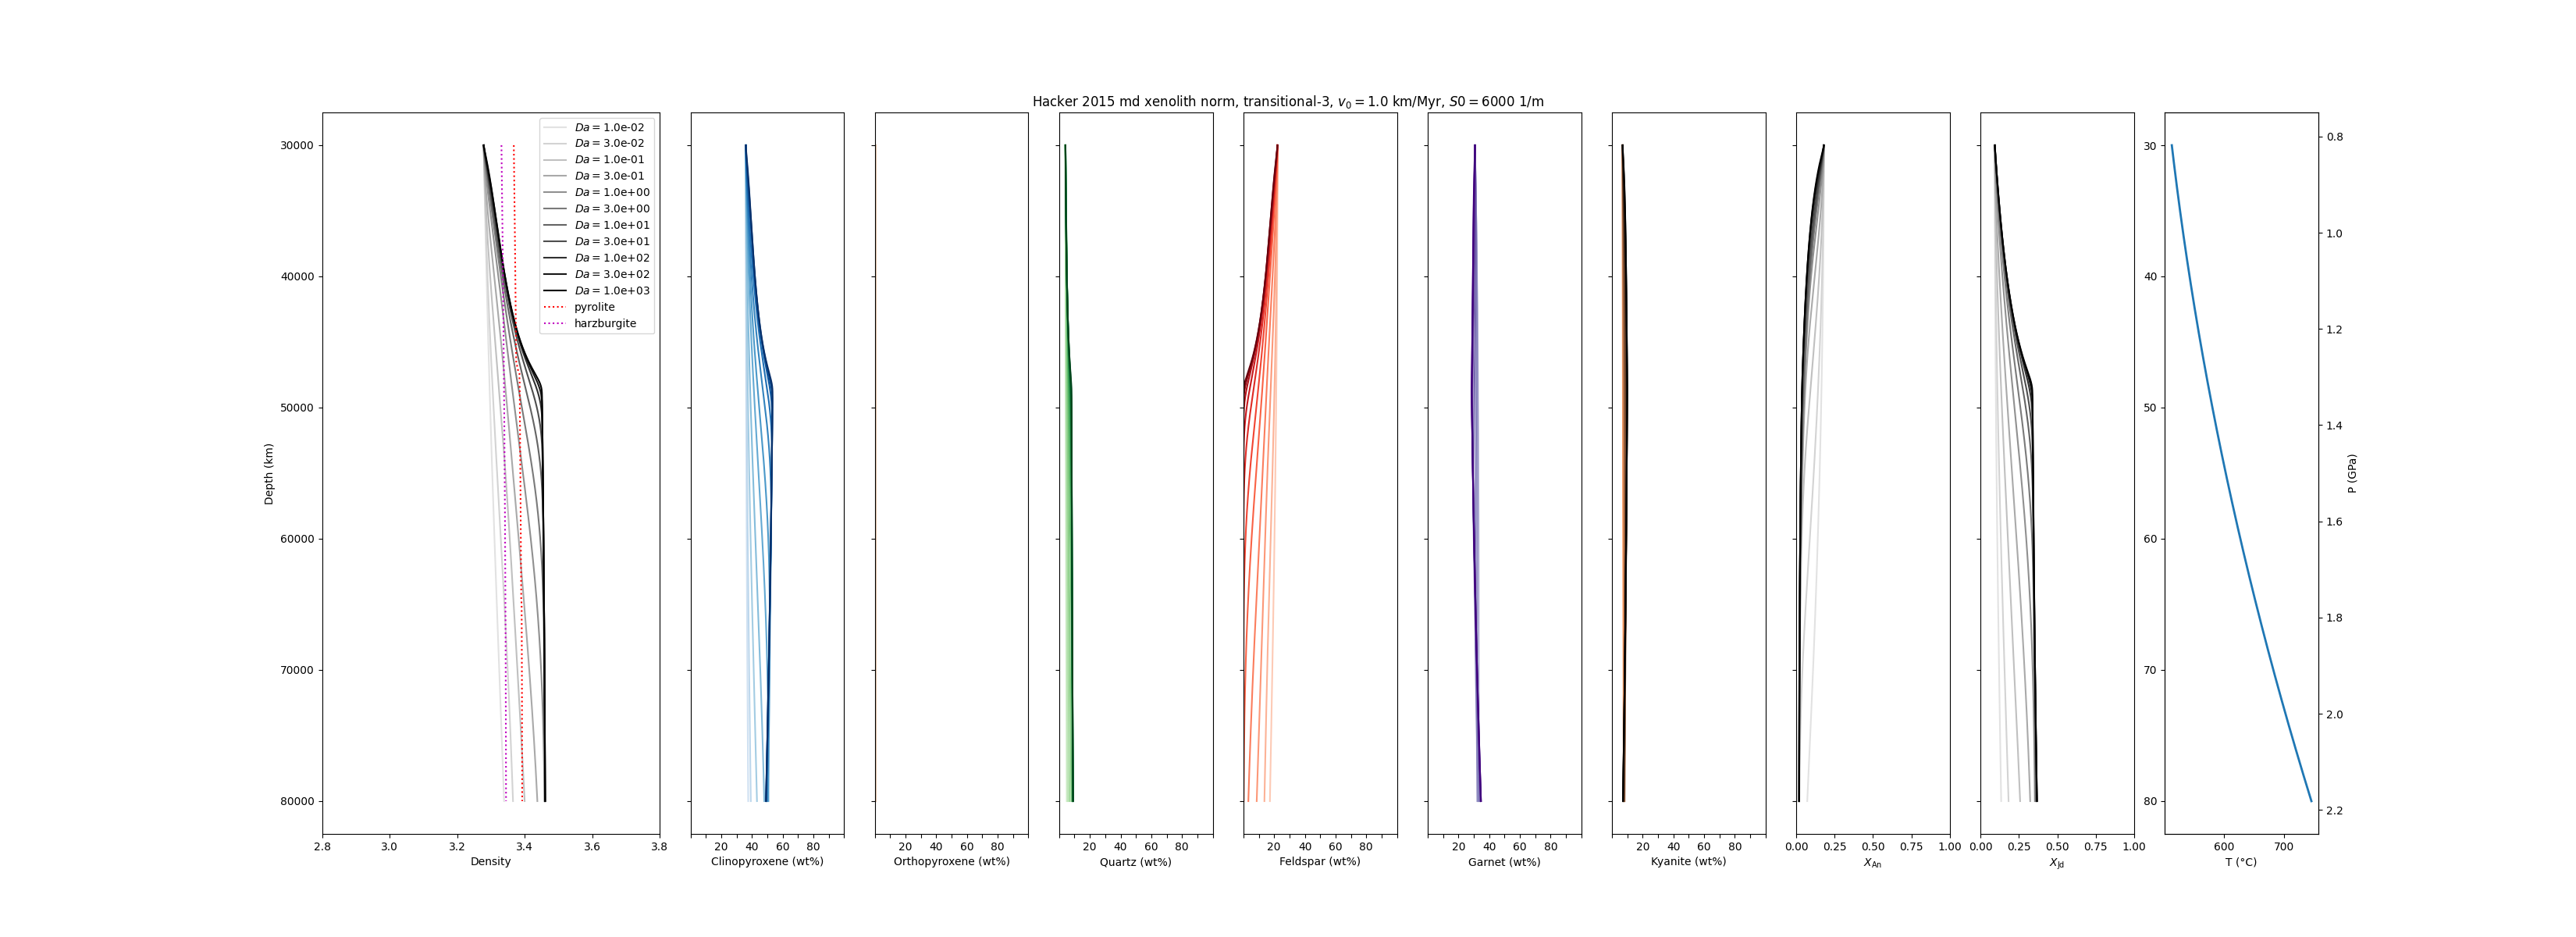 Hacker 2015 md xenolith norm, transitional-3, v₀ = 1.0 km/Myr, S0 = 6000 1/m
Da = 1.0e-02
Da = 3.0e-02
Da = 1.0e-01
Da = 3.0e-01
Da = 1.0e+00
Da = 3.0e+00
Da = 1.0e+01
Da = 3.0e+01
Da = 1.0e+02
Da = 3.0e+02
Da = 1.0e+03
pyrolite
harzburgite
Depth (km)
30000
40000
50000
60000
70000
80000
2.8 3.0 3.2 3.4 3.6 3.8
Density
20 40 60 80
Clinopyroxene (wt%)
20 40 60 80
Orthopyroxene (wt%)
20 40 60 80
Quartz (wt%)
20 40 60 80
Feldspar (wt%)
20 40 60 80
Garnet (wt%)
20 40 60 80
Kyanite (wt%)
0.00 0.25 0.50 0.75 1.00
X_An
0.00 0.25 0.50 0.75 1.00
X_Jd
30
40
50
60
70
80
600 700
T (°C)
0.8
1.0
1.2
1.4
1.6
1.8
2.0
2.2
P (GPa)